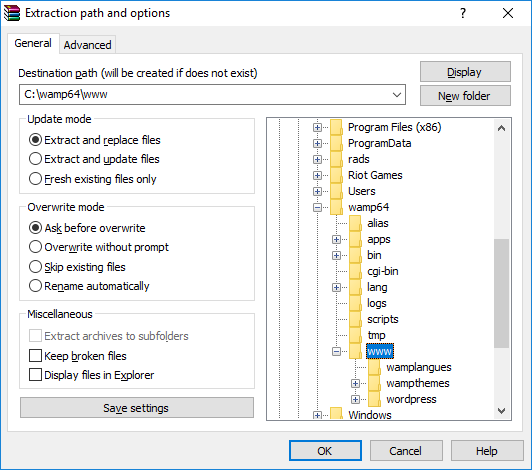 Extraction path and options
General
Advanced
Destination path (will be created if does not exist)
C:\wamp64\www
Display
New folder
Update mode
Extract and replace files
Extract and update files
Fresh existing files only
Overwrite mode
Ask before overwrite
Overwrite without prompt
Skip existing files
Rename automatically
Miscellaneous
Extract archives to subfolders
Keep broken files
Display files in Explorer
Save settings
Program Files (x86)
ProgramData
rads
Riot Games
Users
wamp64
alias
apps
bin
cgi-bin
lang
logs
scripts
tmp
www
wamplangues
wampthemes
wordpress
Windows
OK
Cancel
Help